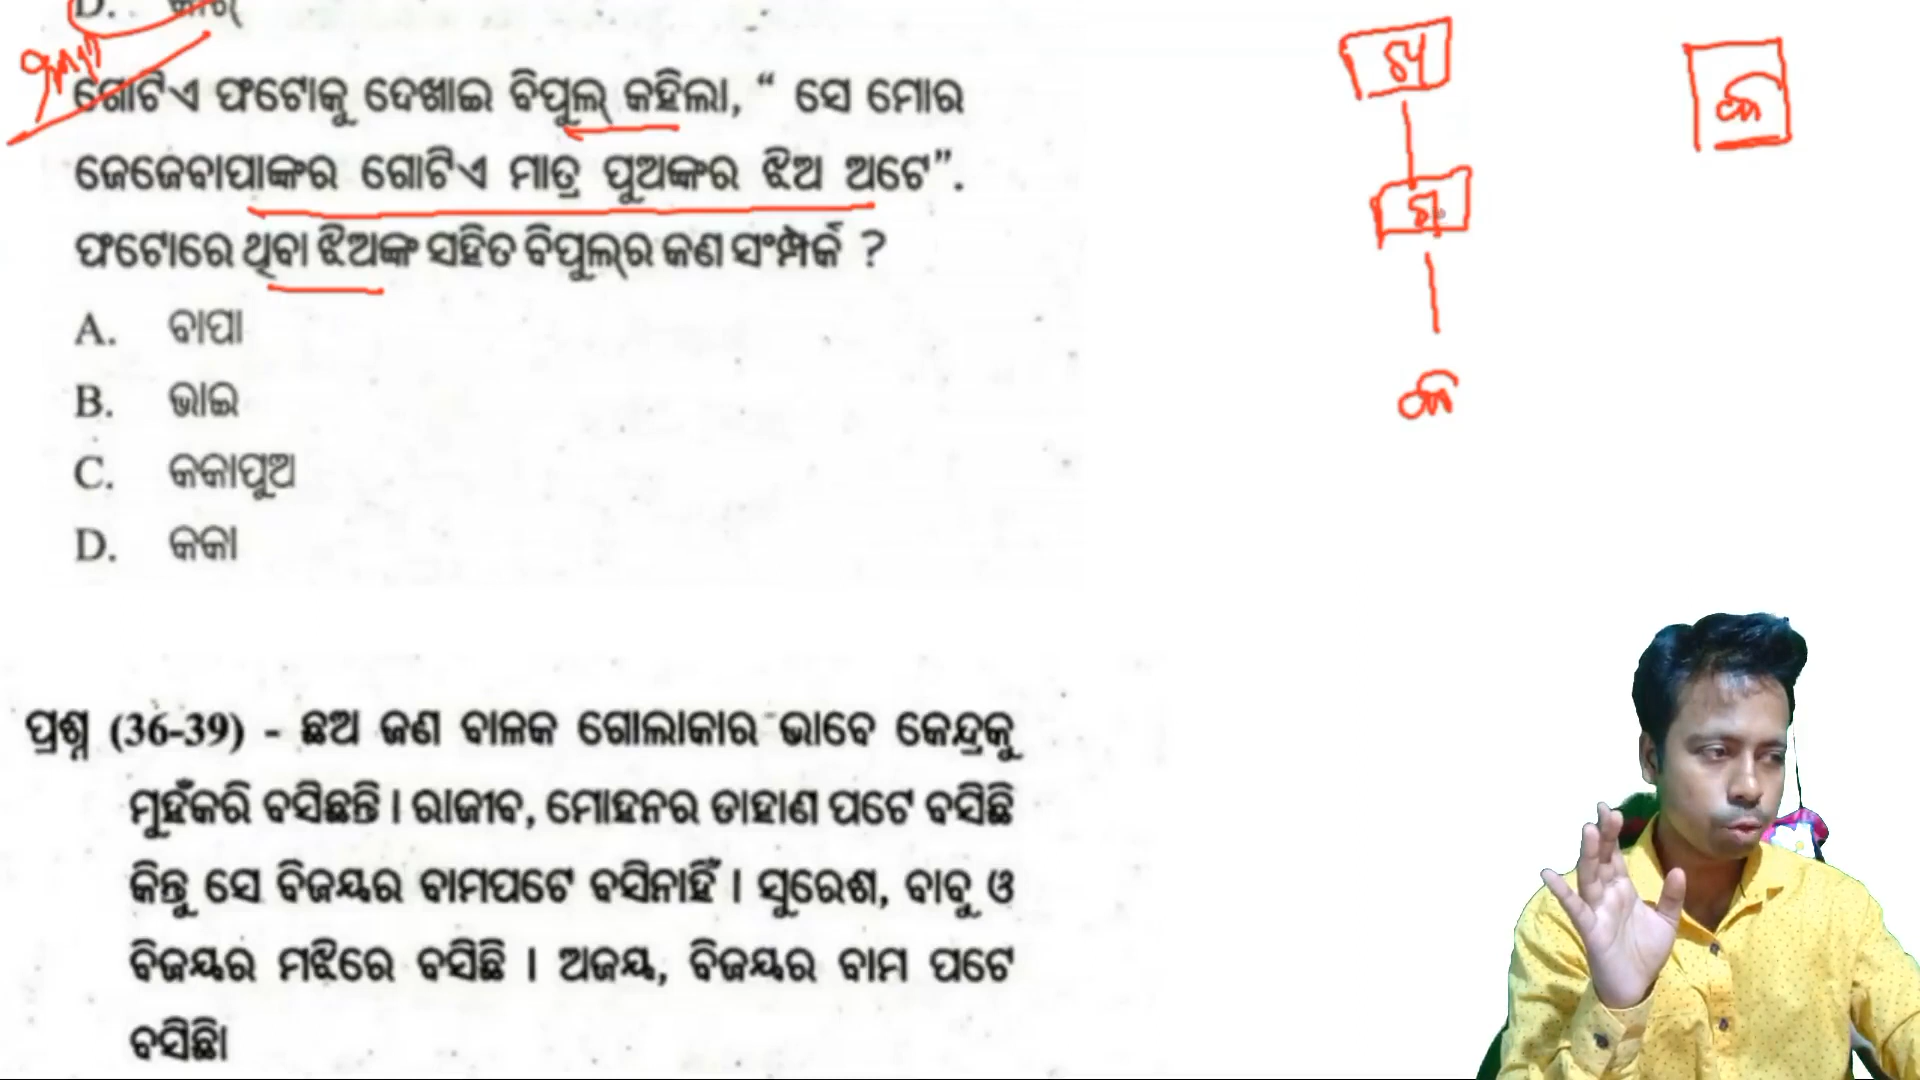 D. କାର୍
ଗୋଟିଏ ଫଟୋକୁ ଦେଖାଇ ବିପୁଲ୍ କହିଲା, “ ସେ ମୋର
ଜେଜେବାପାଙ୍କର ଗୋଟିଏ ମାତ୍ର ପୁଅଙ୍କର ଝିଅ ଅଟେ”.
ଫଟୋରେ ଥିବା ଝିଅଙ୍କ ସହିତ ବିପୁଲ୍‌ର କଣ ସଂମ୍ପର୍କ ?
A. ବାପା
B. ଭାଇ
C. କକାପୁଅ
D. କକା
ପ୍ରଶ୍ନ (36-39) - ଛଅ ଜଣ ବାଳକ ଗୋଲାକାର ଭାବେ କେନ୍ଦ୍ରକୁ
ମୁହଁକରି ବସିଛନ୍ତି । ରାଜୀବ, ମୋହନର ଡାହାଣ ପଟେ ବସିଛି
କିନ୍ତୁ ସେ ବିଜୟର ବାମପଟେ ବସିନାହିଁ । ସୁରେଶ, ବାବୁ ଓ
ବିଜୟର ମଝିରେ ବସିଛି । ଅଜୟ, ବିଜୟର ବାମ ପଟେ
ବସିଛି।